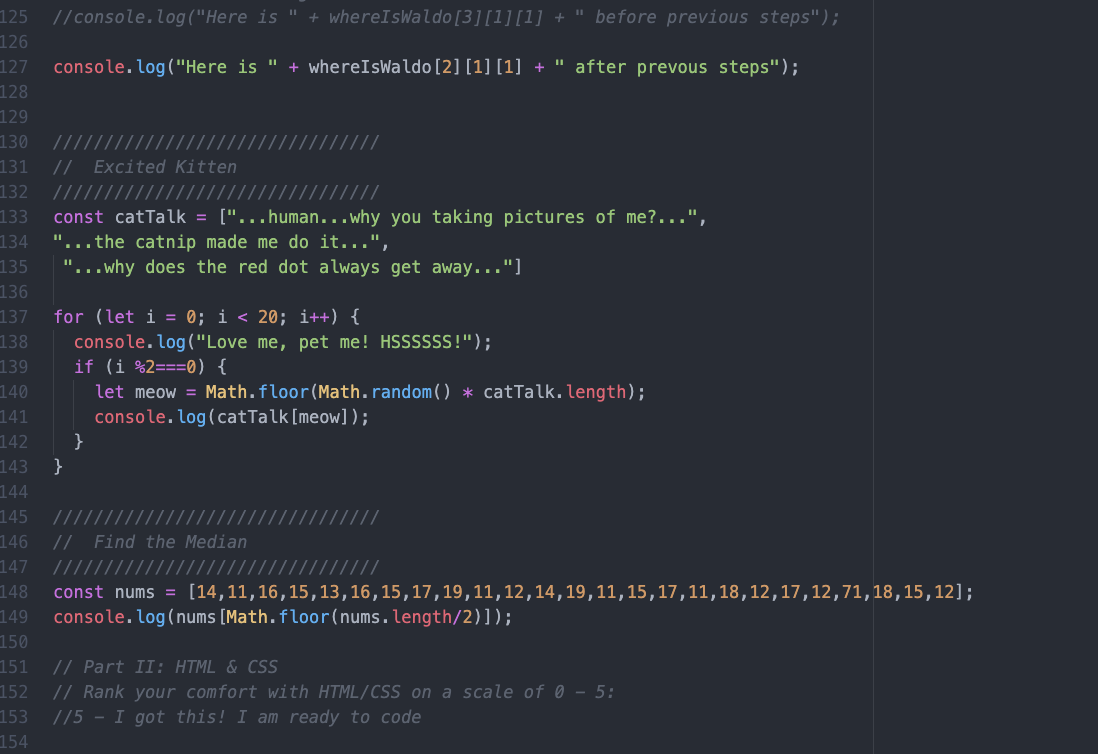 125 //console.log("Here is " + whereIsWaldo[3][1][1] + " before previous steps");
126
127 console.log("Here is " + whereIsWaldo[2][1][1] + " after prevous steps");
128
129
130 ////////////////////////////////
131 //  Excited Kitten
132 ////////////////////////////////
133 const catTalk = ["...human...why you taking pictures of me?...",
134 "...the catnip made me do it...",
135  "...why does the red dot always get away..."]
136
137 for (let i = 0; i < 20; i++) {
138   console.log("Love me, pet me! HSSSSSS!");
139   if (i %2===0) {
140     let meow = Math.floor(Math.random() * catTalk.length);
141     console.log(catTalk[meow]);
142   }
143 }
144
145 ////////////////////////////////
146 //  Find the Median
147 ////////////////////////////////
148 const nums = [14,11,16,15,13,16,15,17,19,11,12,14,19,11,15,17,11,18,12,17,12,71,18,15,12];
149 console.log(nums[Math.floor(nums.length/2)]);
150
151 // Part II: HTML & CSS
152 // Rank your comfort with HTML/CSS on a scale of 0 – 5:
153 //5 – I got this! I am ready to code
154